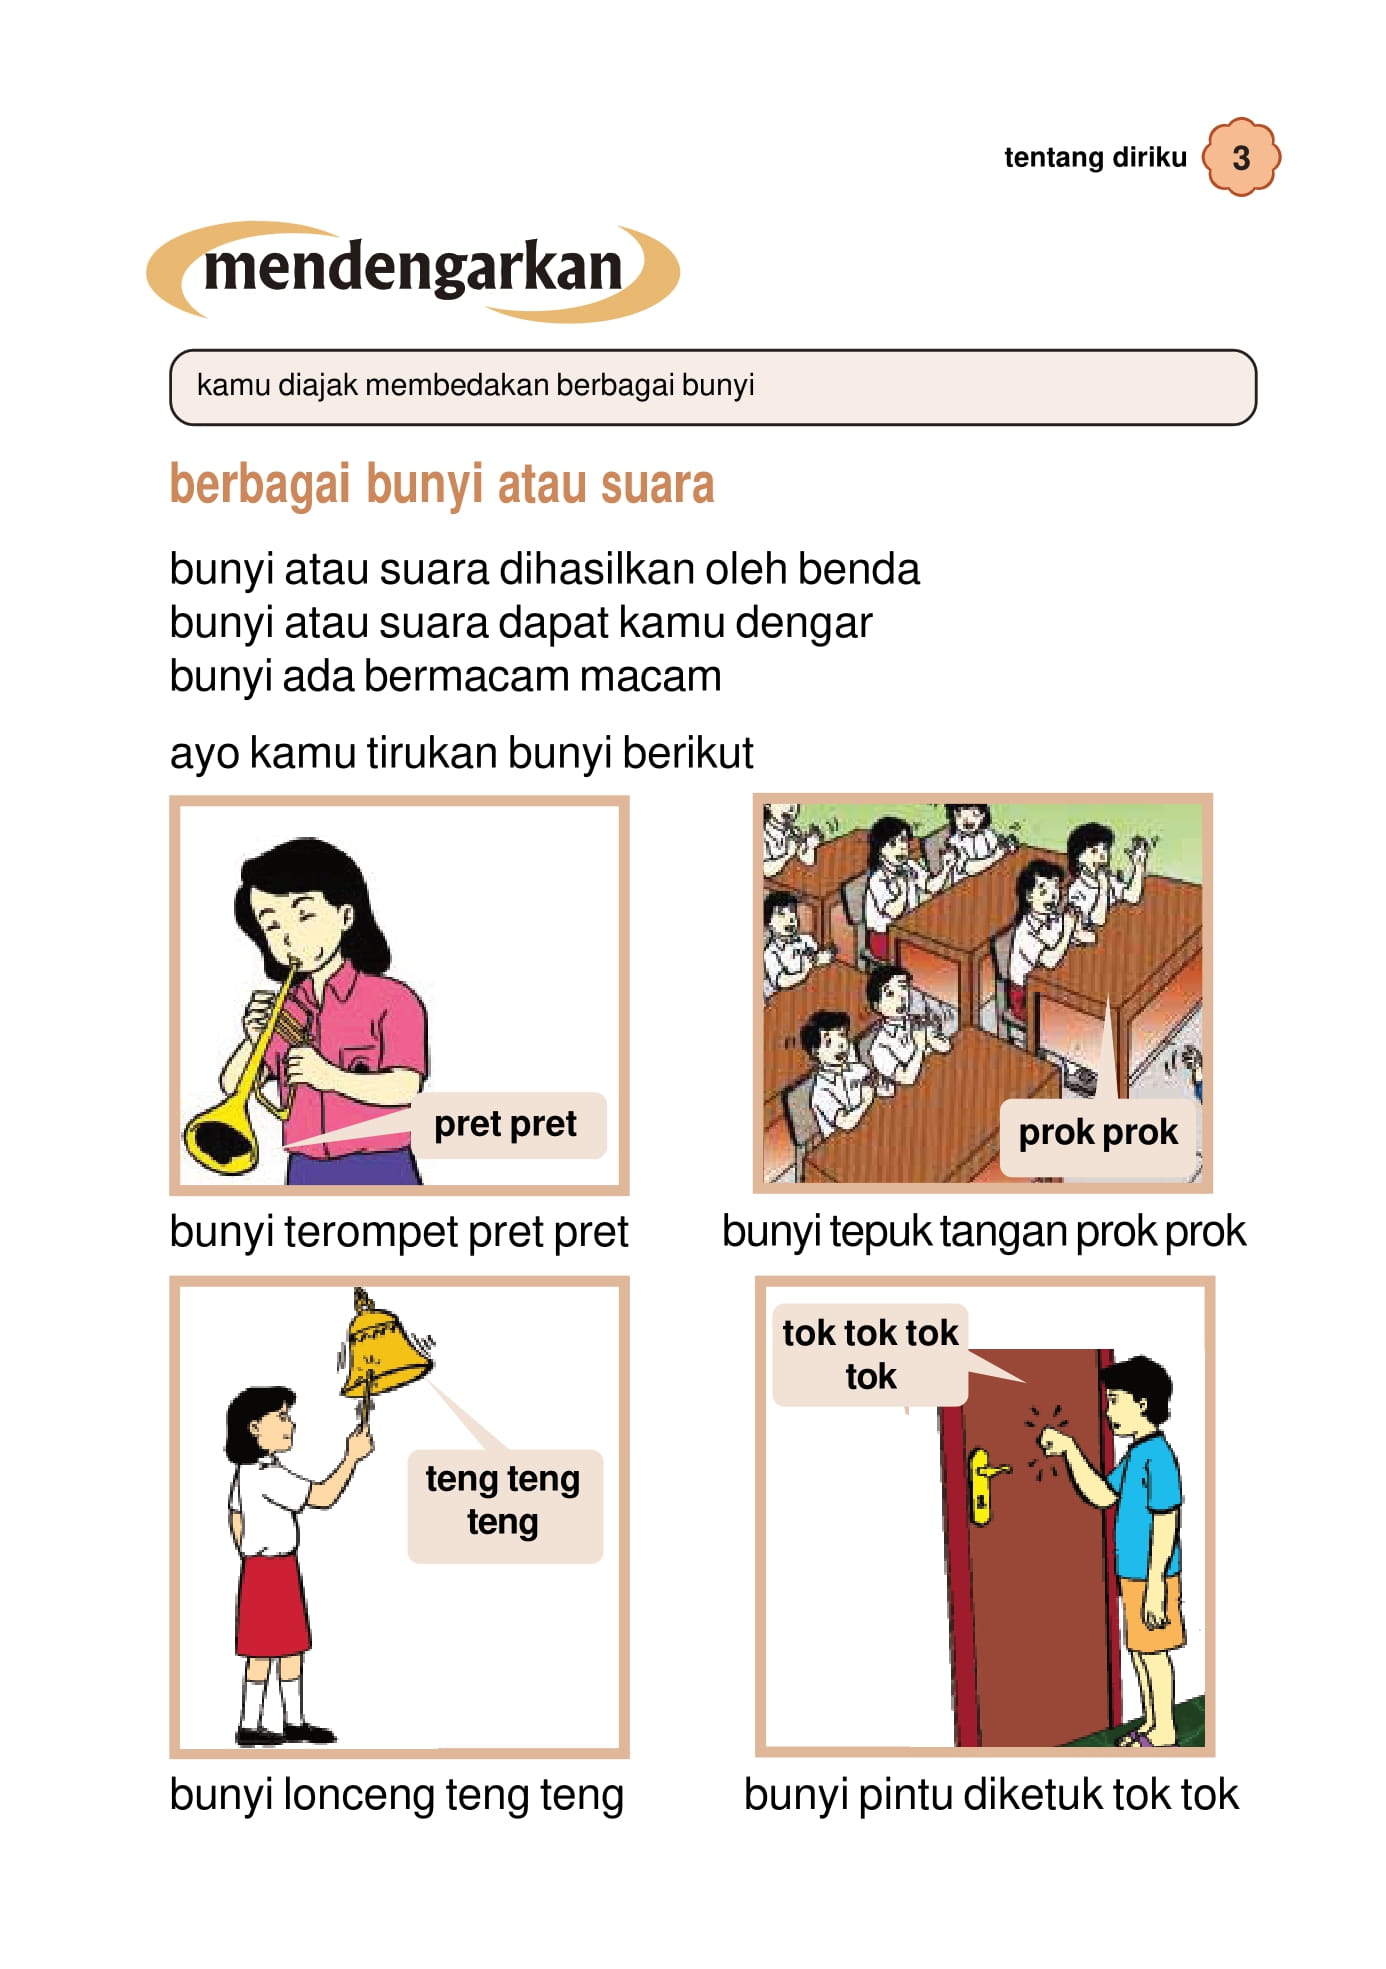 tentang diriku 3
mendengarkan
kamu diajak membedakan berbagai bunyi
berbagai bunyi atau suara
bunyi atau suara dihasilkan oleh benda
bunyi atau suara dapat kamu dengar
bunyi ada bermacam macam
ayo kamu tirukan bunyi berikut
pret pret
prok prok
bunyi terompet pret pret
bunyi tepuk tangan prok prok
teng teng
teng
tok tok tok
tok
bunyi lonceng teng teng
bunyi pintu diketuk tok tok